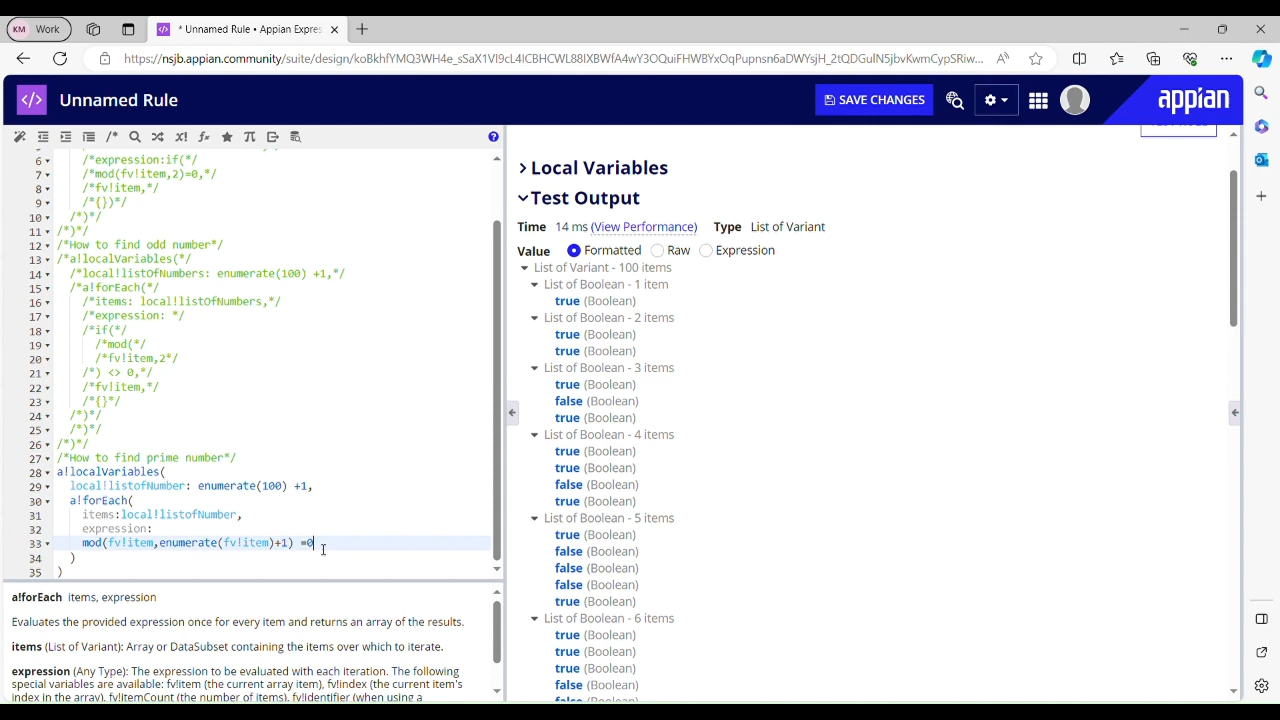 KM Work
* Unnamed Rule • Appian Expres
https://nsjb.appian.community/suite/design/
Unnamed Rule
SAVE CHANGES
appian
6 /*expression:if(*/
7 /*mod(fv!item,2)=0,*/
8 /*fv!item,*/
9 /*{})*/
10 /*)*/
11 /*)*/
12 /*How to find odd number*/
13 /*a!localVariables(*/
14 /*local!listOfNumbers: enumerate(100) +1,*/
15 /*a!forEach(*/
16 /*items: local!listOfNumbers,*/
17 /*expression: */
18 /*if(*/
19 /*mod(*/
20 /*fv!item,2*/
21 /*) <> 0,*/
22 /*fv!item,*/
23 /*{}*/
24 /*)*/
25 /*)*/
26 /*)*/
27 /*How to find prime number*/
28 a!localVariables(
29 local!listofNumber: enumerate(100) +1,
30 a!forEach(
31 items:local!listofNumber,
32 expression:
33 mod(fv!item,enumerate(fv!item)+1) =0
34 )
35 )
a!forEach items, expression
Evaluates the provided expression once for every item and returns an array of the results.
items (List of Variant): Array or DataSubset containing the items over which to iterate.
expression (Any Type): The expression to be evaluated with each iteration. The following
special variables are available: fv!item (the current array item), fv!index (the current item's
index in the array), fv!itemCount (the number of items), fv!identifier (when using a
Local Variables
Test Output
Time 14 ms (View Performance) Type List of Variant
Value Formatted Raw Expression
List of Variant - 100 items
List of Boolean - 1 item
true (Boolean)
List of Boolean - 2 items
true (Boolean)
true (Boolean)
List of Boolean - 3 items
true (Boolean)
false (Boolean)
true (Boolean)
List of Boolean - 4 items
true (Boolean)
true (Boolean)
false (Boolean)
true (Boolean)
List of Boolean - 5 items
true (Boolean)
false (Boolean)
false (Boolean)
false (Boolean)
true (Boolean)
List of Boolean - 6 items
true (Boolean)
true (Boolean)
true (Boolean)
false (Boolean)
false (Boolean)